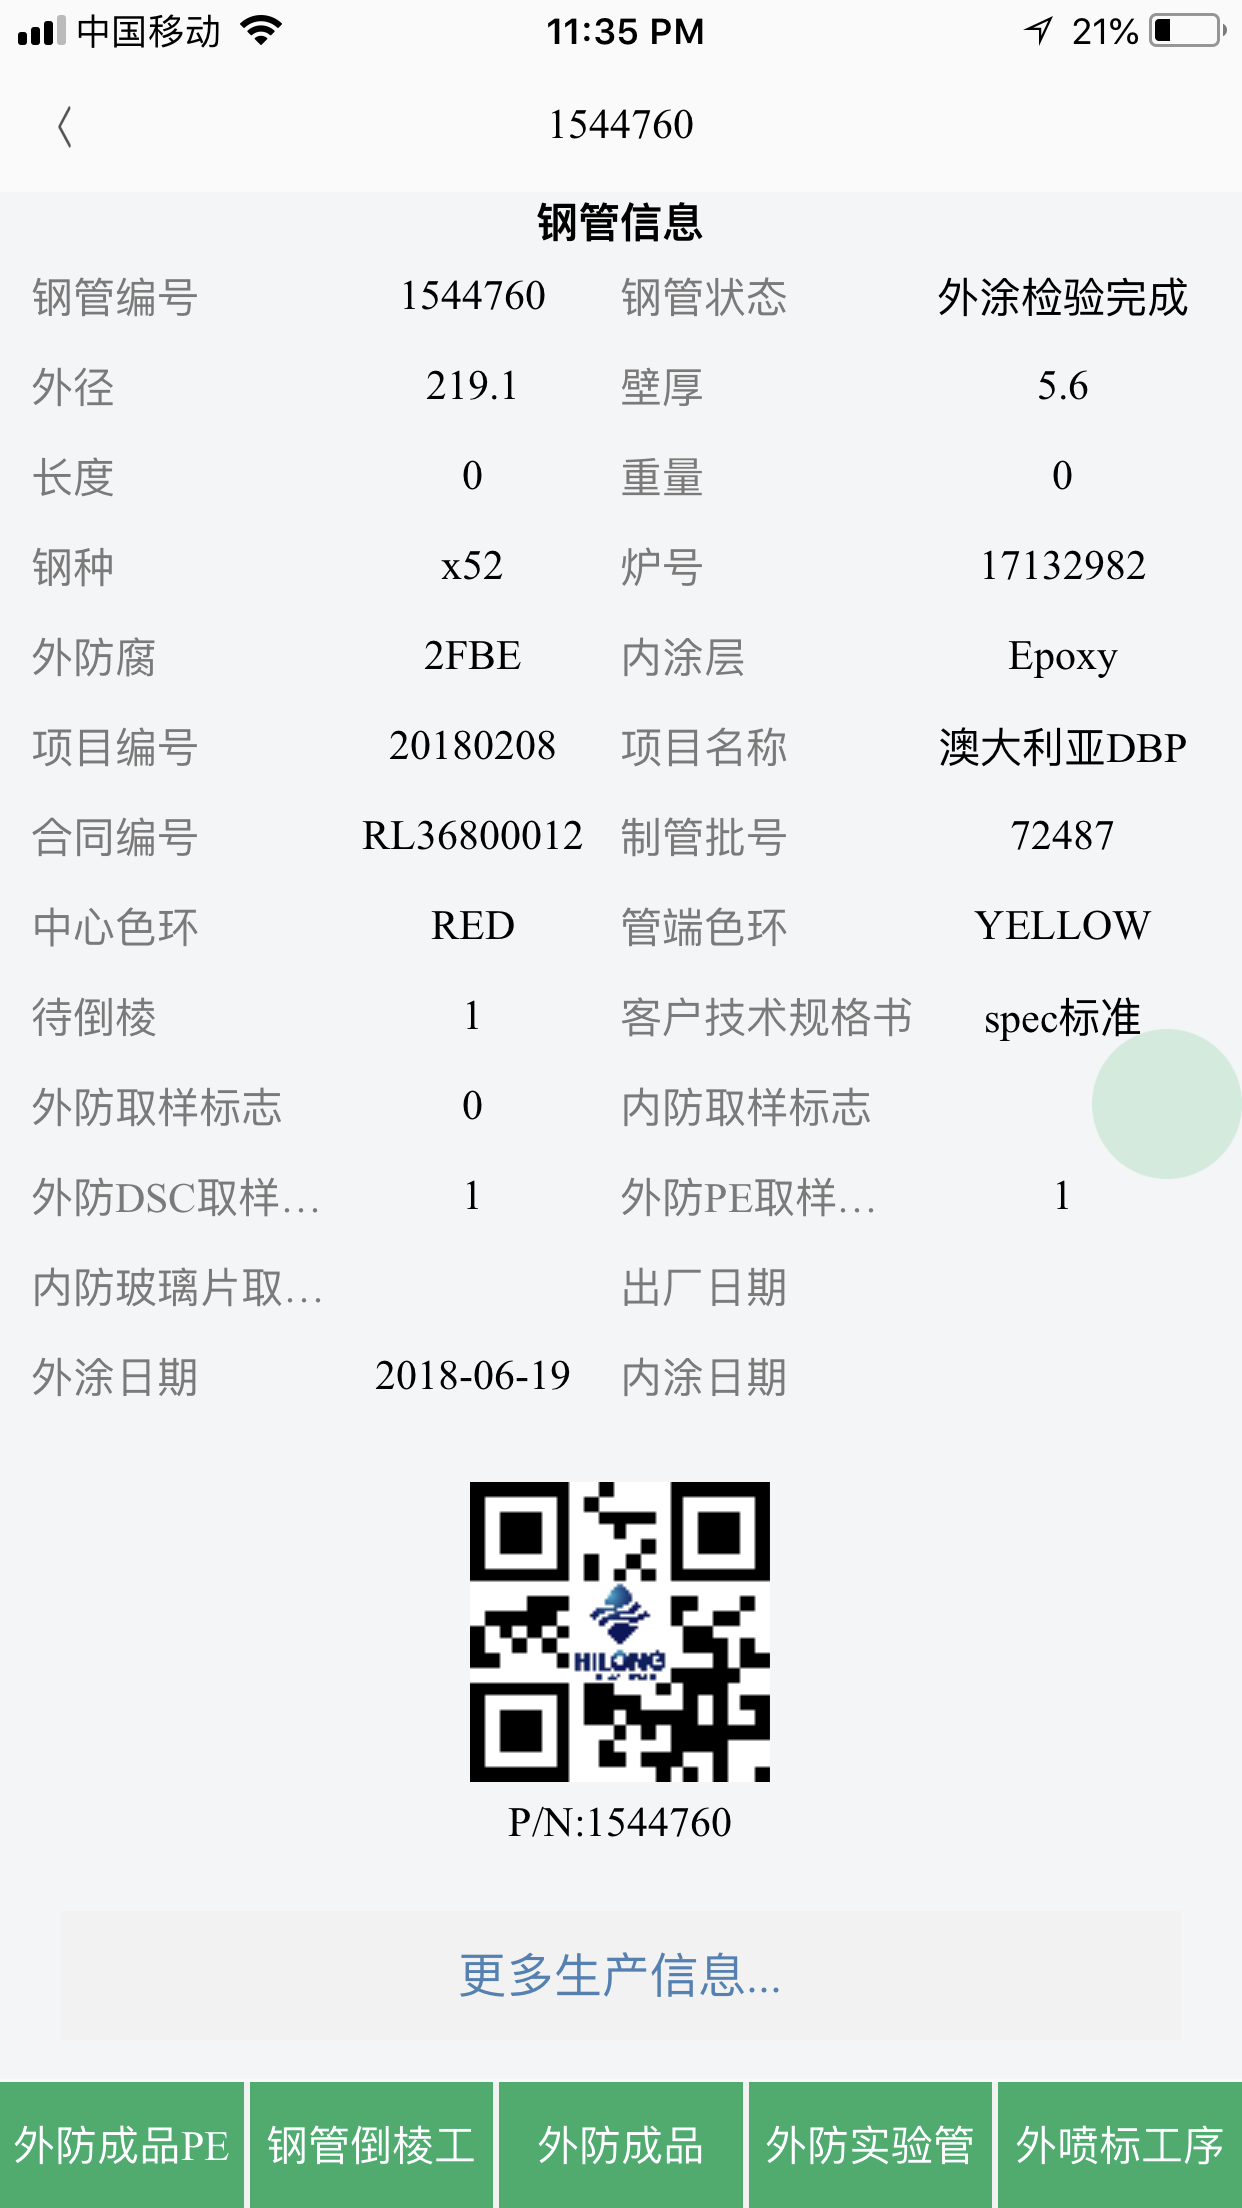 中国移动 11:35 PM 21%
1544760
钢管信息
钢管编号 1544760 钢管状态 外涂检验完成
外径 219.1 壁厚 5.6
长度 0 重量 0
钢种 x52 炉号 17132982
外防腐 2FBE 内涂层 Epoxy
项目编号 20180208 项目名称 澳大利亚DBP
合同编号 RL36800012 制管批号 72487
中心色环 RED 管端色环 YELLOW
待倒棱 1 客户技术规格书 spec标准
外防取样标志 0 内防取样标志
外防DSC取样... 1 外防PE取样... 1
内防玻璃片取... 出厂日期
外涂日期 2018-06-19 内涂日期
HILONG
P/N:1544760
更多生产信息...
外防成品PE 钢管倒棱工 外防成品 外防实验管 外喷标工序